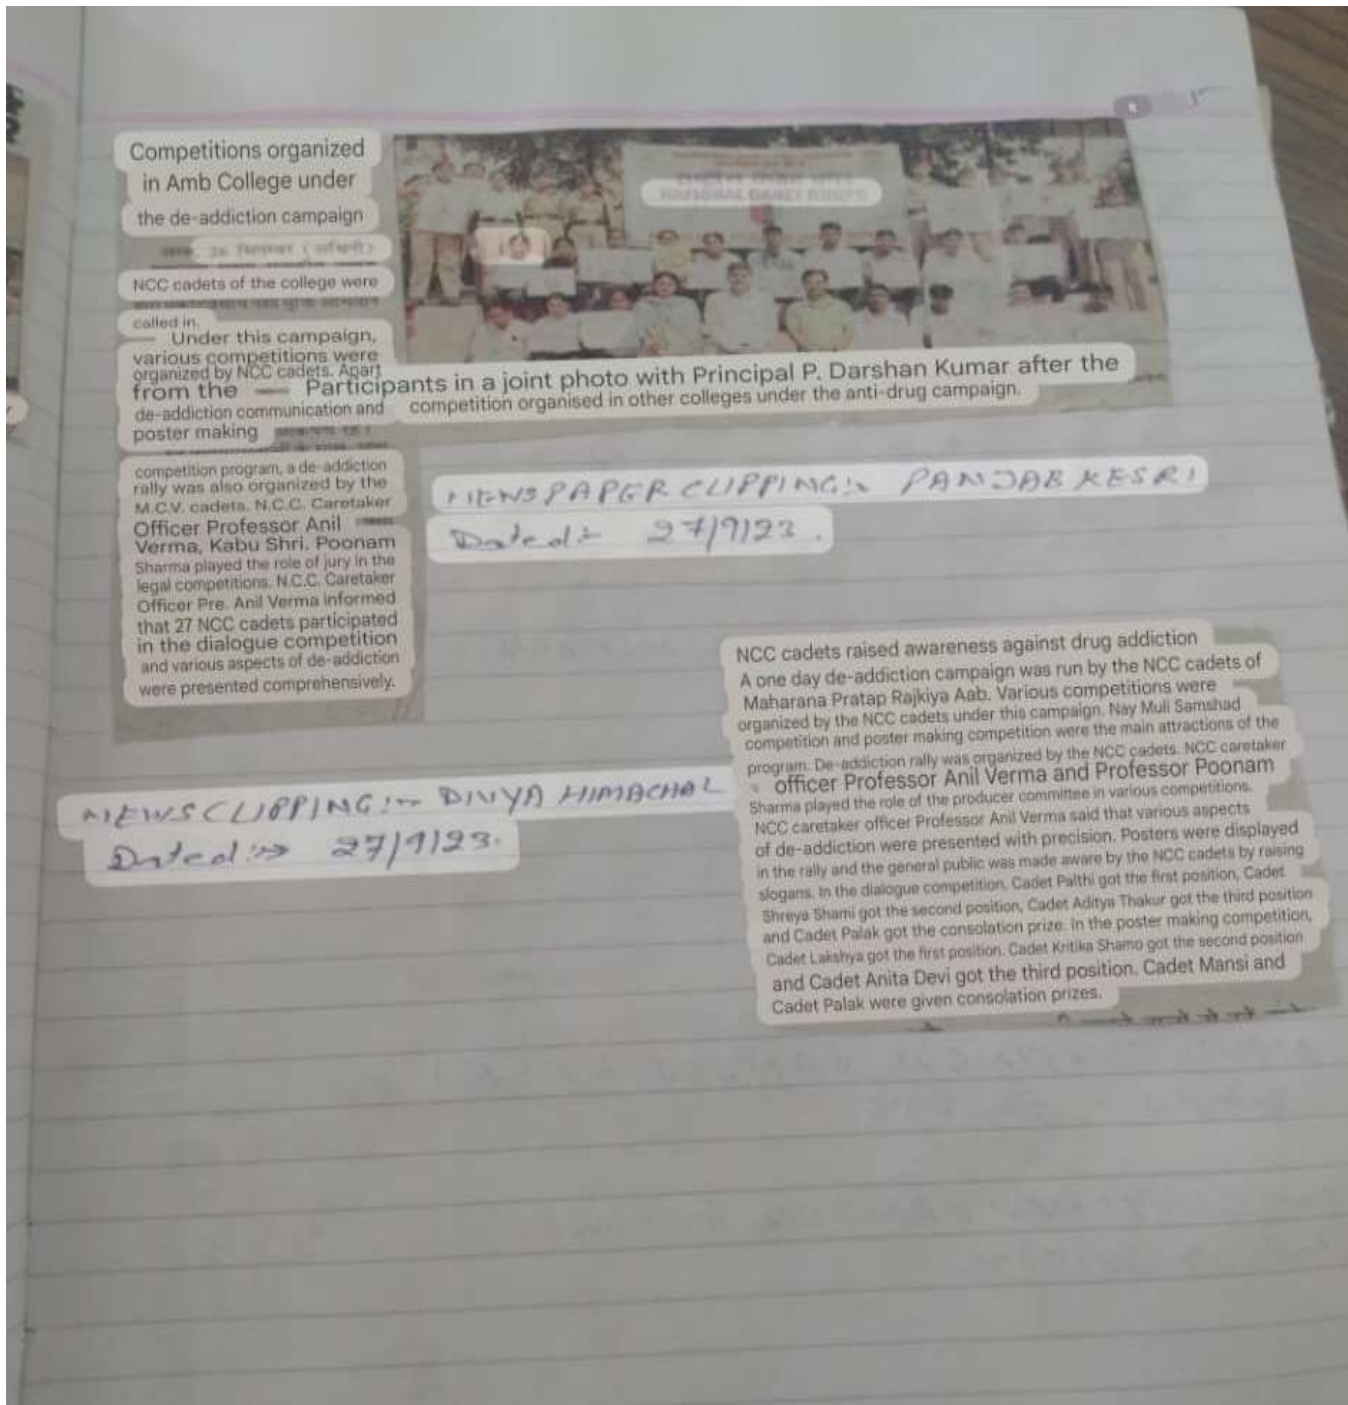 Competitions organized
in Amb College under
the de-addiction campaign
NCC cadets of the college were
called in.
Under this campaign,
various competitions were
organized by NCC cadets. Apart
from the
de-addiction communication and
poster making
competition program, a de-addiction
rally was also organized by the
M.C.V. cadets. N.C.C. Caretaker
Officer Professor Anil
Verma, Kabu Shri. Poonam
Sharma played the role of jury in the
legal competitions. N.C.C. Caretaker
Officer Pre. Anil Verma informed
that 27 NCC cadets participated
in the dialogue competition
and various aspects of de-addiction
were presented comprehensively.
Participants in a joint photo with Principal P. Darshan Kumar after the
competition organised in other colleges under the anti-drug campaign.
NEWSPAPER CLIPPING:- PANJAB KESRI
Dated:- 27/9/23.
NEWS CLIPPING:- DIVYA HIMACHAL
Dated:- 27/9/23.
NCC cadets raised awareness against drug addiction
A one day de-addiction campaign was run by the NCC cadets of
Maharana Pratap Rajkiya Aab. Various competitions were
organized by the NCC cadets under this campaign. Nay Muli Samshad
competition and poster making competition were the main attractions of the
program. De-addiction rally was organized by the NCC cadets. NCC caretaker
officer Professor Anil Verma and Professor Poonam
Sharma played the role of the producer committee in various competitions.
NCC caretaker officer Professor Anil Verma said that various aspects
of de-addiction were presented with precision. Posters were displayed
in the rally and the general public was made aware by the NCC cadets by raising
slogans. In the dialogue competition, Cadet Palthi got the first position, Cadet
Shreya Shami got the second position, Cadet Aditya Thakur got the third position
and Cadet Palak got the consolation prize. In the poster making competition,
Cadet Lakshya got the first position. Cadet Kritika Shamo got the second position
and Cadet Anita Devi got the third position. Cadet Mansi and
Cadet Palak were given consolation prizes.